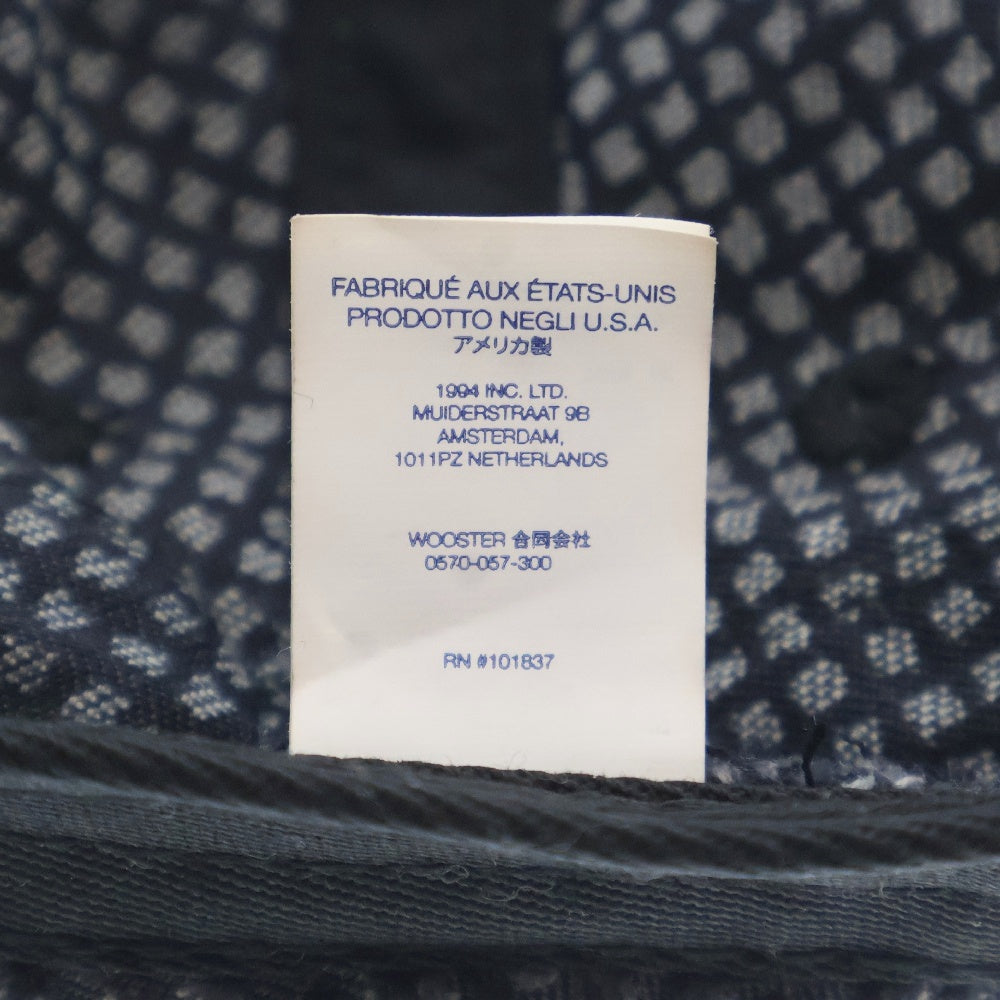 FABRIQUÉ AUX ÉTATS-UNIS
PRODOTTO NEGLI U.S.A.
アメリカ製
1994 INC. LTD.
MUIDERSTRAAT 9B
AMSTERDAM,
1011PZ NETHERLANDS
WOOSTER 合同会社
0570-057-300
RN #101837